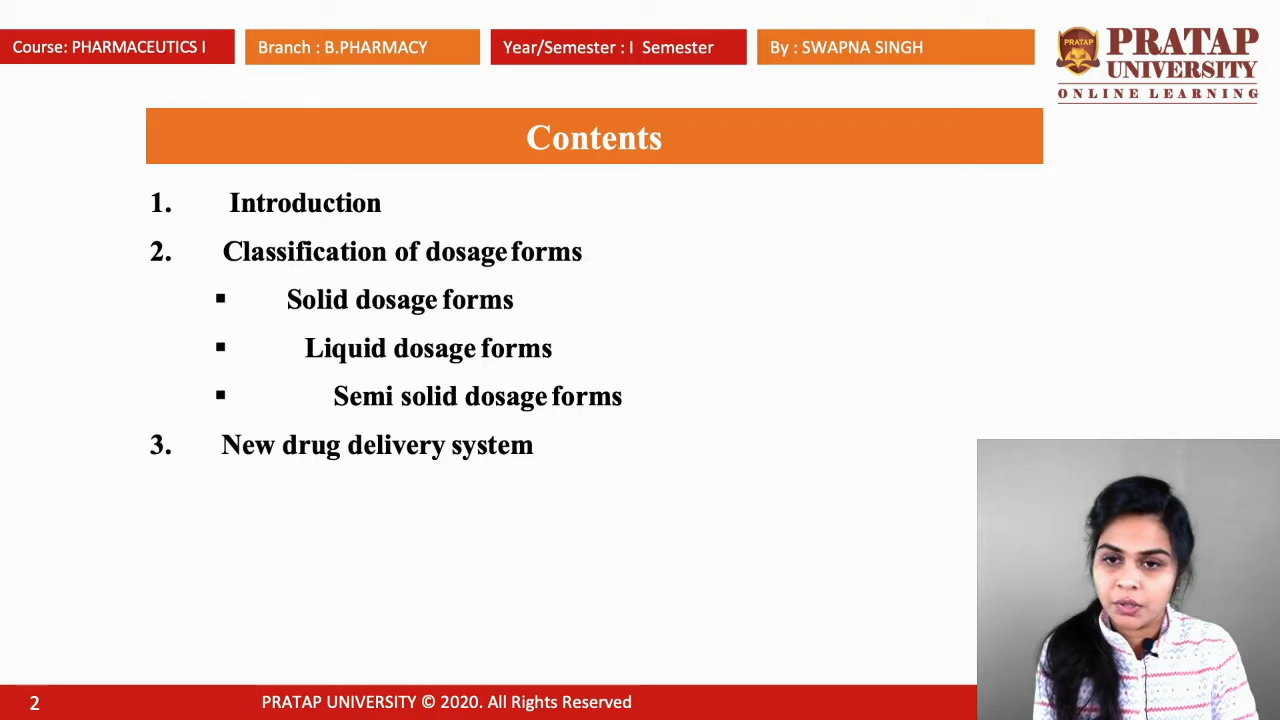 Course: PHARMACEUTICS I
Branch : B.PHARMACY
Year/Semester : I Semester
By : SWAPNA SINGH
PRATAP
PRATAP
UNIVERSITY
ONLINE LEARNING
Contents
1. Introduction
2. Classification of dosage forms
▪ Solid dosage forms
▪ Liquid dosage forms
▪ Semi solid dosage forms
3. New drug delivery system
2
PRATAP UNIVERSITY © 2020. All Rights Reserved